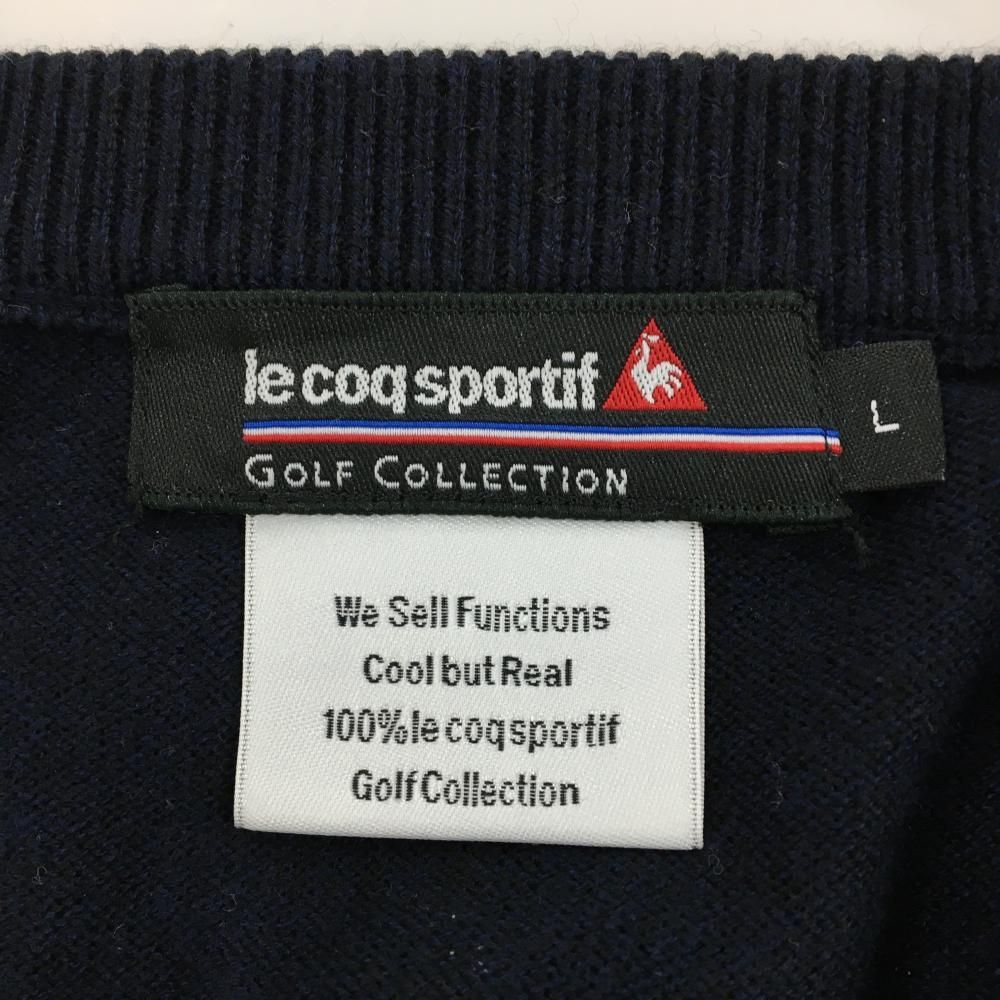 le coq sportif
GOLF COLLECTION
L
We Sell Functions
Cool but Real
100% le coq sportif
Golf Collection